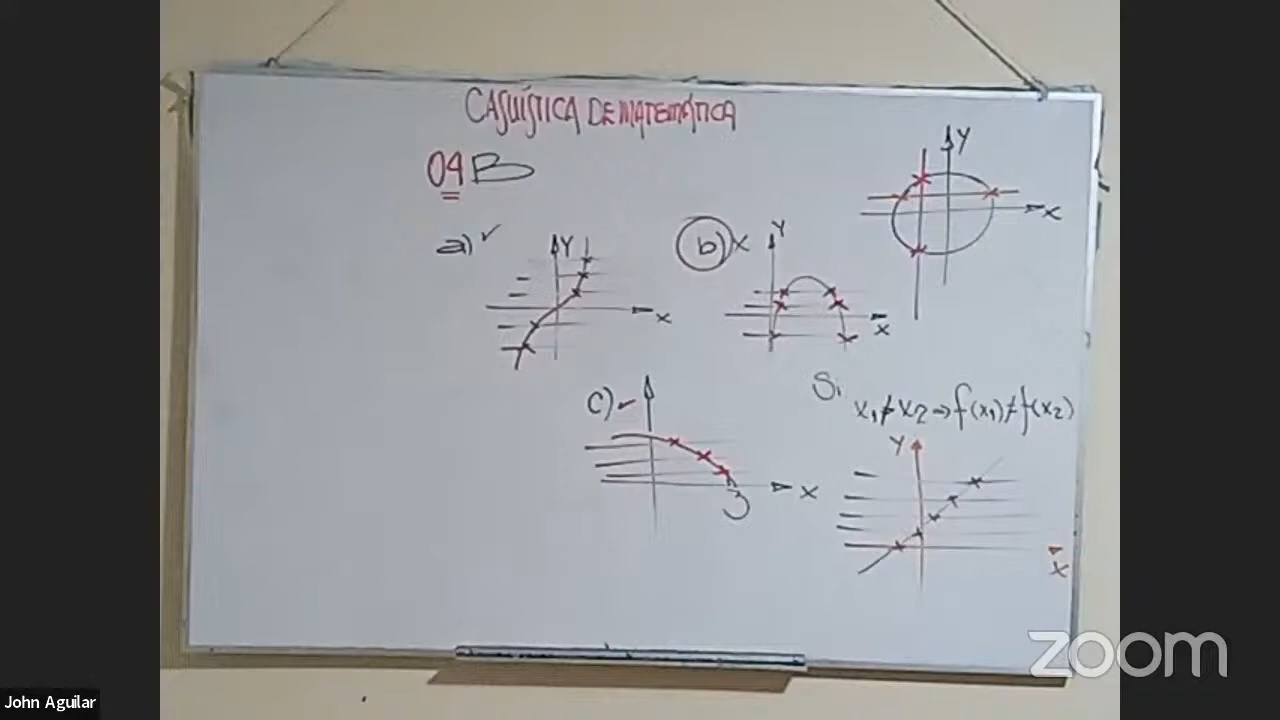 CASUÍSTICA DE MATEMÁTICA
04 B
Y
X
a) ✓
Y
X
b) X
Y
X
c) ✓
3
X
Si
x₁ ≠ x₂ ⇒ f(x₁) ≠ f(x₂)
Y
X
zoom
John Aguilar